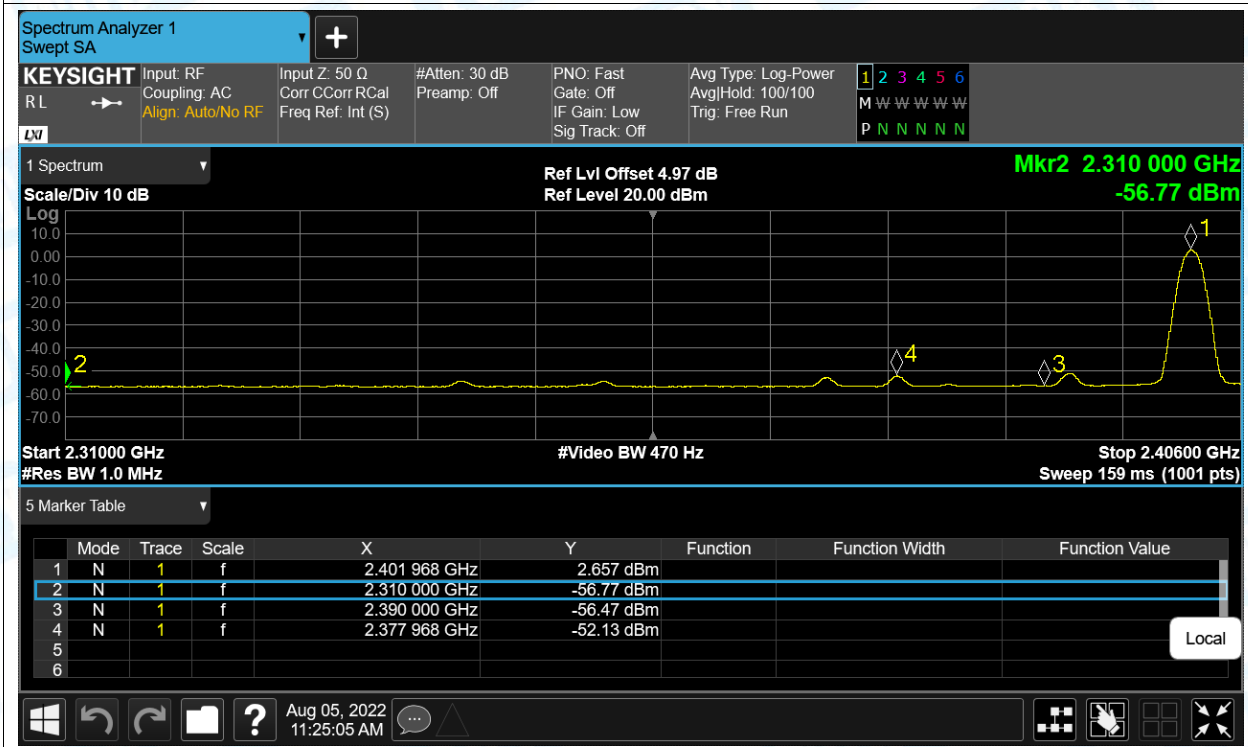 Spectrum Analyzer 1
Swept SA
+
KEYSIGHT Input: RF Input Z: 50 Ω #Atten: 30 dB PNO: Fast Avg Type: Log-Power 1 2 3 4 5 6
R L Coupling: AC Corr CCorr RCal Preamp: Off Gate: Off Avg|Hold: 100/100 M W W W W W
Align: Auto/No RF Freq Ref: Int (S) IF Gain: Low Trig: Free Run
LXI Sig Track: Off P N N N N N
1 Spectrum Ref Lvl Offset 4.97 dB Mkr2 2.310 000 GHz
Scale/Div 10 dB Ref Level 20.00 dBm -56.77 dBm
Log
10.0
0.00
-10.0
-20.0
-30.0
-40.0
-50.0
-60.0
-70.0
1
2
4
3
Start 2.31000 GHz #Video BW 470 Hz Stop 2.40600 GHz
#Res BW 1.0 MHz Sweep 159 ms (1001 pts)
5 Marker Table
Mode Trace Scale X Y Function Function Width Function Value
1 N 1 f 2.401 968 GHz 2.657 dBm
2 N 1 f 2.310 000 GHz -56.77 dBm
3 N 1 f 2.390 000 GHz -56.47 dBm
4 N 1 f 2.377 968 GHz -52.13 dBm
5
6
Local
? Aug 05, 2022
11:25:05 AM